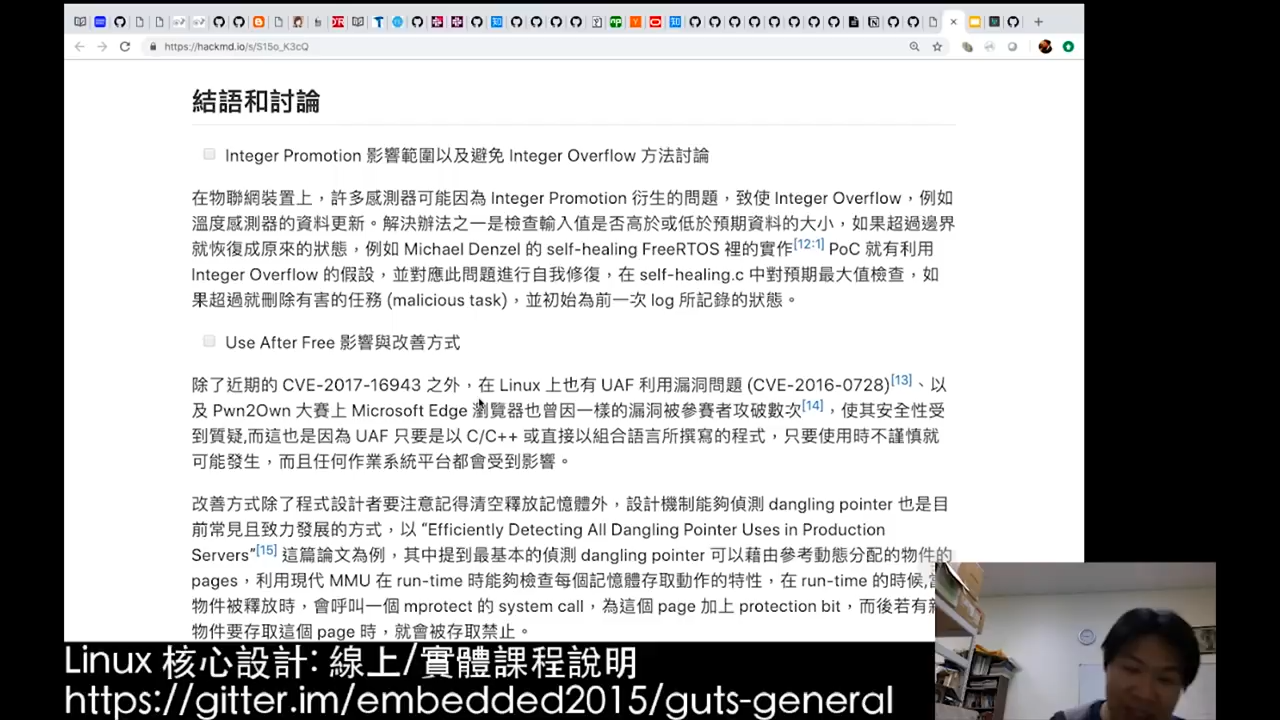 https://hackmd.io/s/S15o_K3cQ
結語和討論
Integer Promotion 影響範圍以及避免 Integer Overflow 方法討論
在物聯網裝置上，許多感測器可能因為 Integer Promotion 衍生的問題，致使 Integer Overflow，例如
溫度感測器的資料更新。解決辦法之一是檢查輸入值是否高於或低於預期資料的大小，如果超過邊界
就恢復成原來的狀態，例如 Michael Denzel 的 self-healing FreeRTOS 裡的實作[12:1] PoC 就有利用
Integer Overflow 的假設，並對應此問題進行自我修復，在 self-healing.c 中對預期最大值檢查，如
果超過就刪除有害的任務 (malicious task)，並初始為前一次 log 所記錄的狀態。
Use After Free 影響與改善方式
除了近期的 CVE-2017-16943 之外，在 Linux 上也有 UAF 利用漏洞問題 (CVE-2016-0728)[13]、以
及 Pwn2Own 大賽上 Microsoft Edge 瀏覽器也曾因一樣的漏洞被參賽者攻破數次[14]，使其安全性受
到質疑,而這也是因為 UAF 只要是以 C/C++ 或直接以組合語言所撰寫的程式，只要使用時不謹慎就
可能發生，而且任何作業系統平台都會受到影響。
改善方式除了程式設計者要注意記得清空釋放記憶體外，設計機制能夠偵測 dangling pointer 也是目
前常見且致力發展的方式，以 “Efficiently Detecting All Dangling Pointer Uses in Production
Servers”[15] 這篇論文為例，其中提到最基本的偵測 dangling pointer 可以藉由參考動態分配的物件的
pages，利用現代 MMU 在 run-time 時能夠檢查每個記憶體存取動作的特性，在 run-time 的時候,
物件被釋放時，會呼叫一個 mprotect 的 system call，為這個 page 加上 protection bit，而後若有
物件要存取這個 page 時，就會被存取禁止。
Linux 核心設計: 線上/實體課程說明
https://gitter.im/embedded2015/guts-general